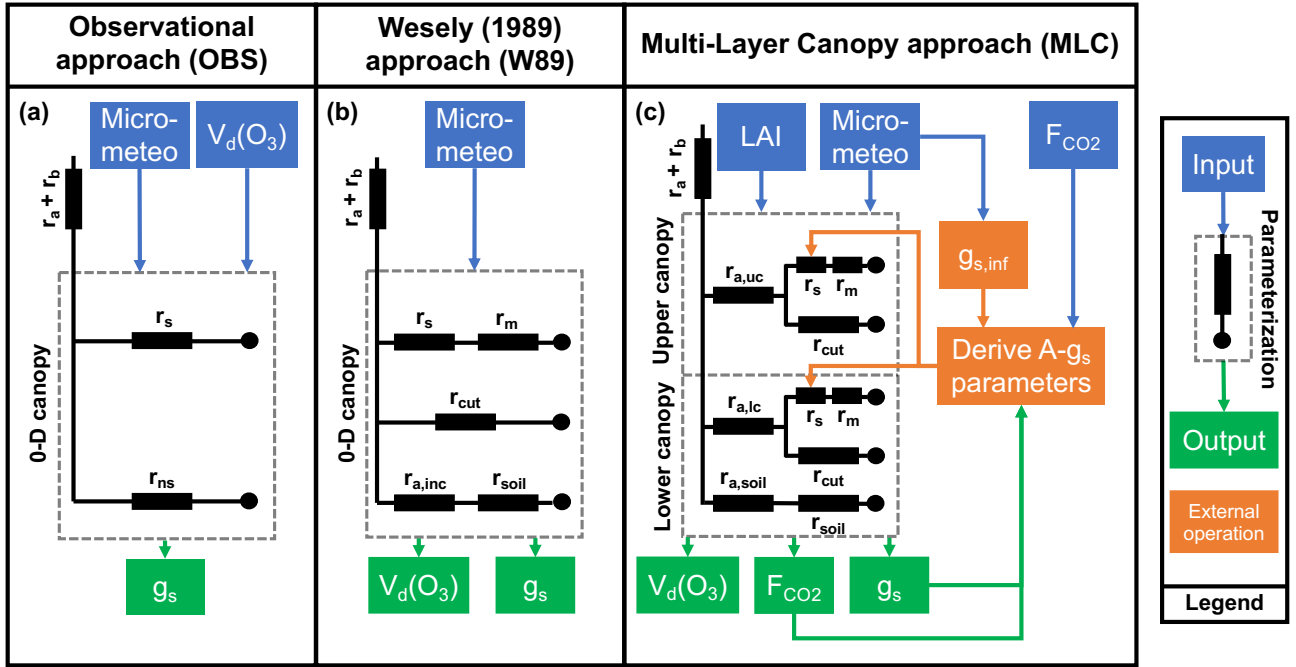 Observational
approach (OBS)
Wesely (1989)
approach (W89)
Multi-Layer Canopy approach (MLC)
(a)
Micro-
meteo
V_d(O_3)
r_a + r_b
0-D canopy
r_s
r_ns
g_s
(b)
Micro-
meteo
r_a + r_b
0-D canopy
r_s
r_m
r_cut
r_a,inc
r_soil
V_d(O_3)
g_s
(c)
LAI
Micro-
meteo
F_CO2
r_a + r_b
Upper canopy
r_a,uc
r_s
r_m
r_cut
g_s,inf
Derive A-g_s
parameters
Lower canopy
r_a,lc
r_s
r_m
r_cut
r_a,soil
r_soil
V_d(O_3)
F_CO2
g_s
Input
Parameterization
Output
External
operation
Legend